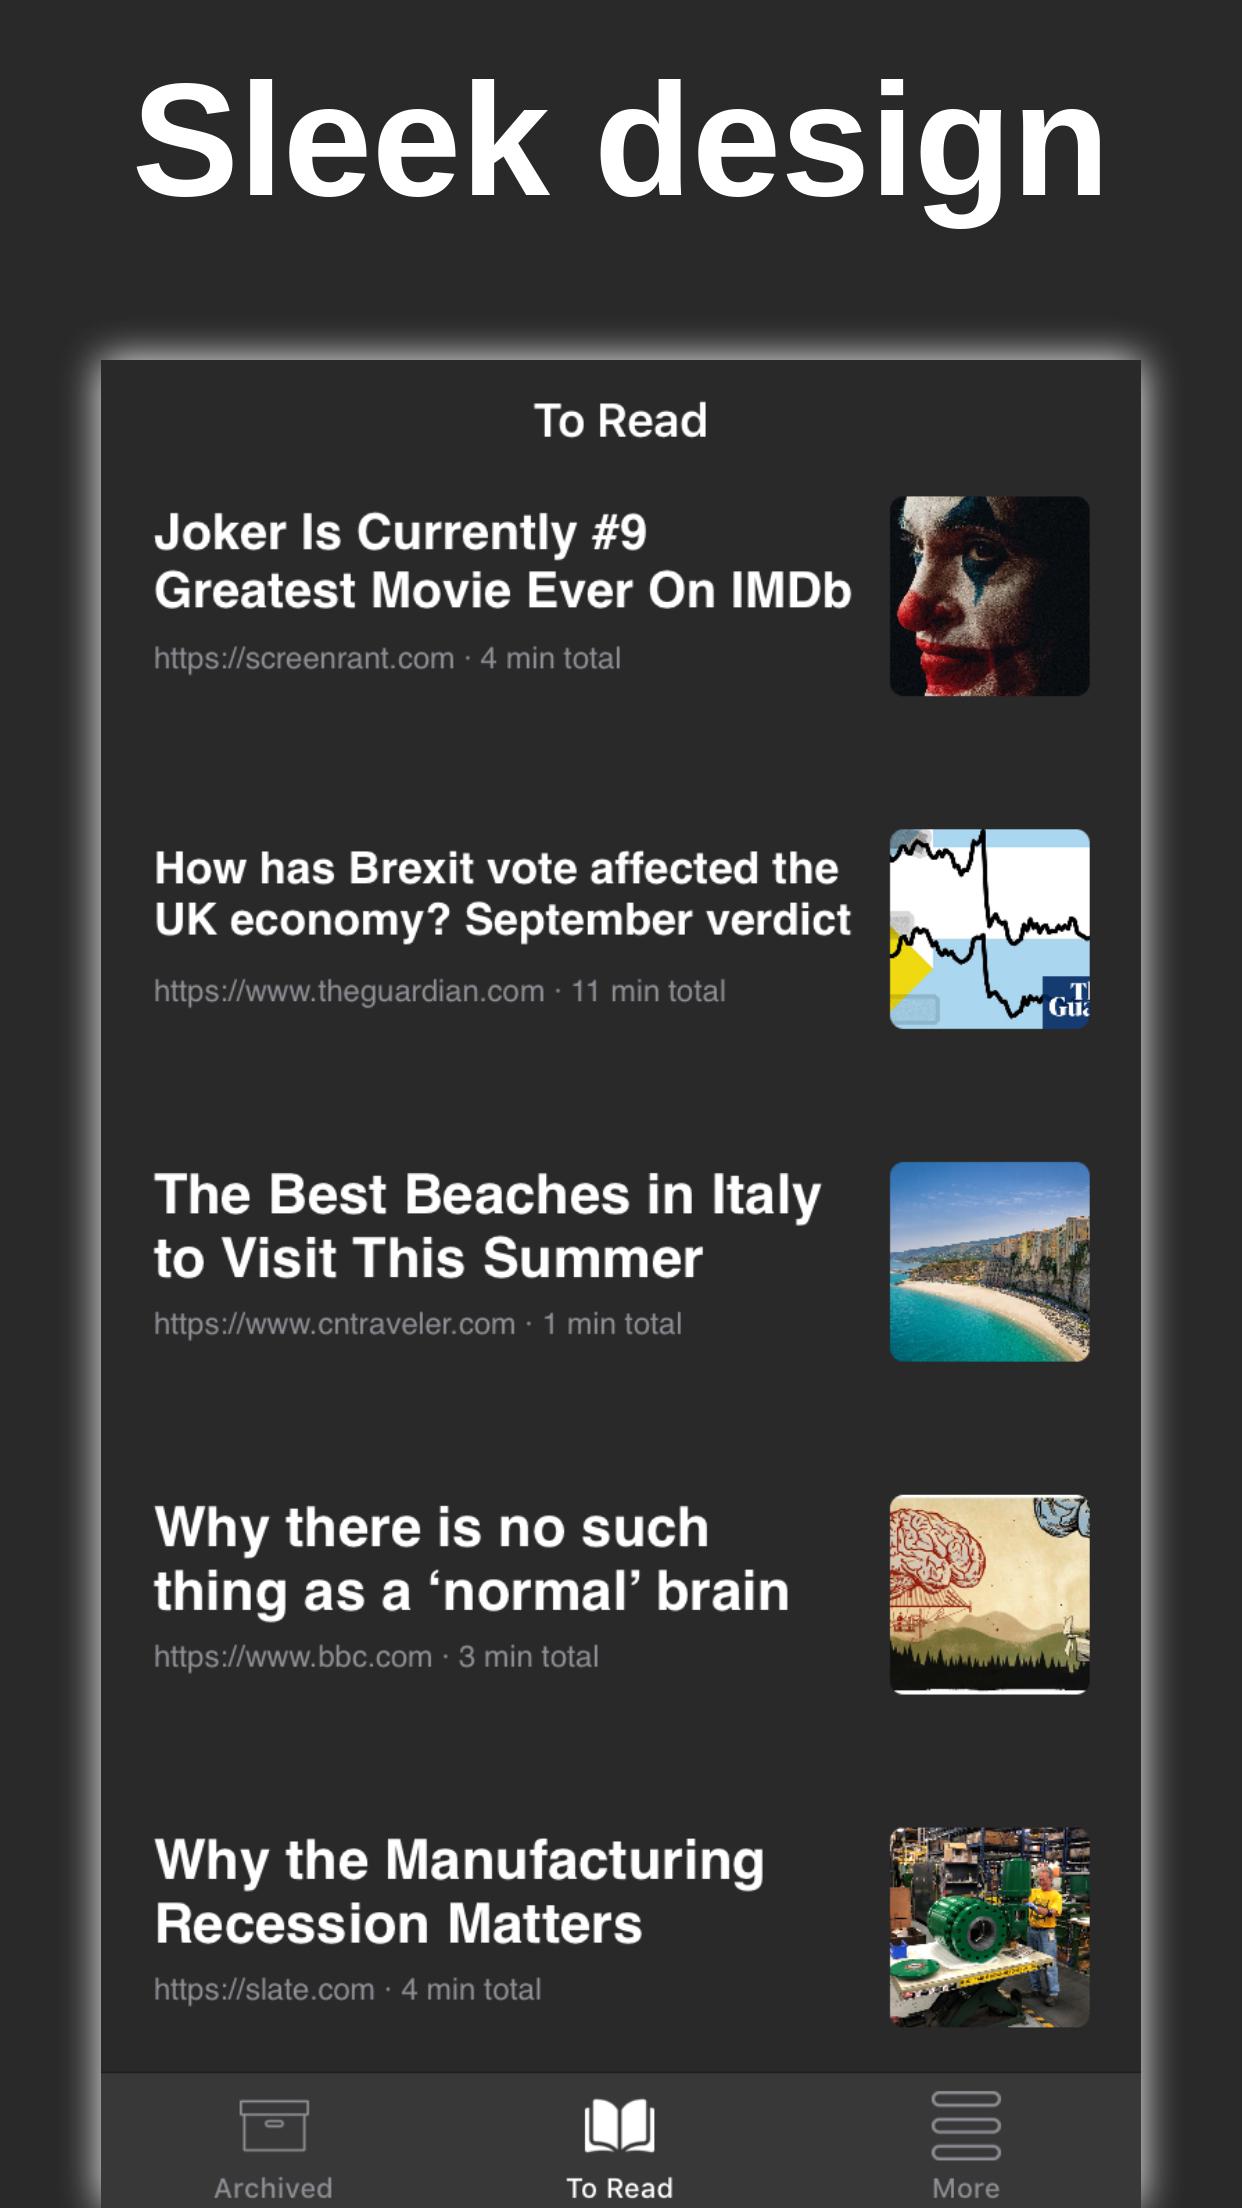 Sleek design
To Read
Joker Is Currently #9
Greatest Movie Ever On IMDb
https://screenrant.com · 4 min total
How has Brexit vote affected the
UK economy? September verdict
https://www.theguardian.com · 11 min total
The Best Beaches in Italy
to Visit This Summer
https://www.cntraveler.com · 1 min total
Why there is no such
thing as a ‘normal’ brain
https://www.bbc.com · 3 min total
Why the Manufacturing
Recession Matters
https://slate.com · 4 min total
Archived
To Read
More